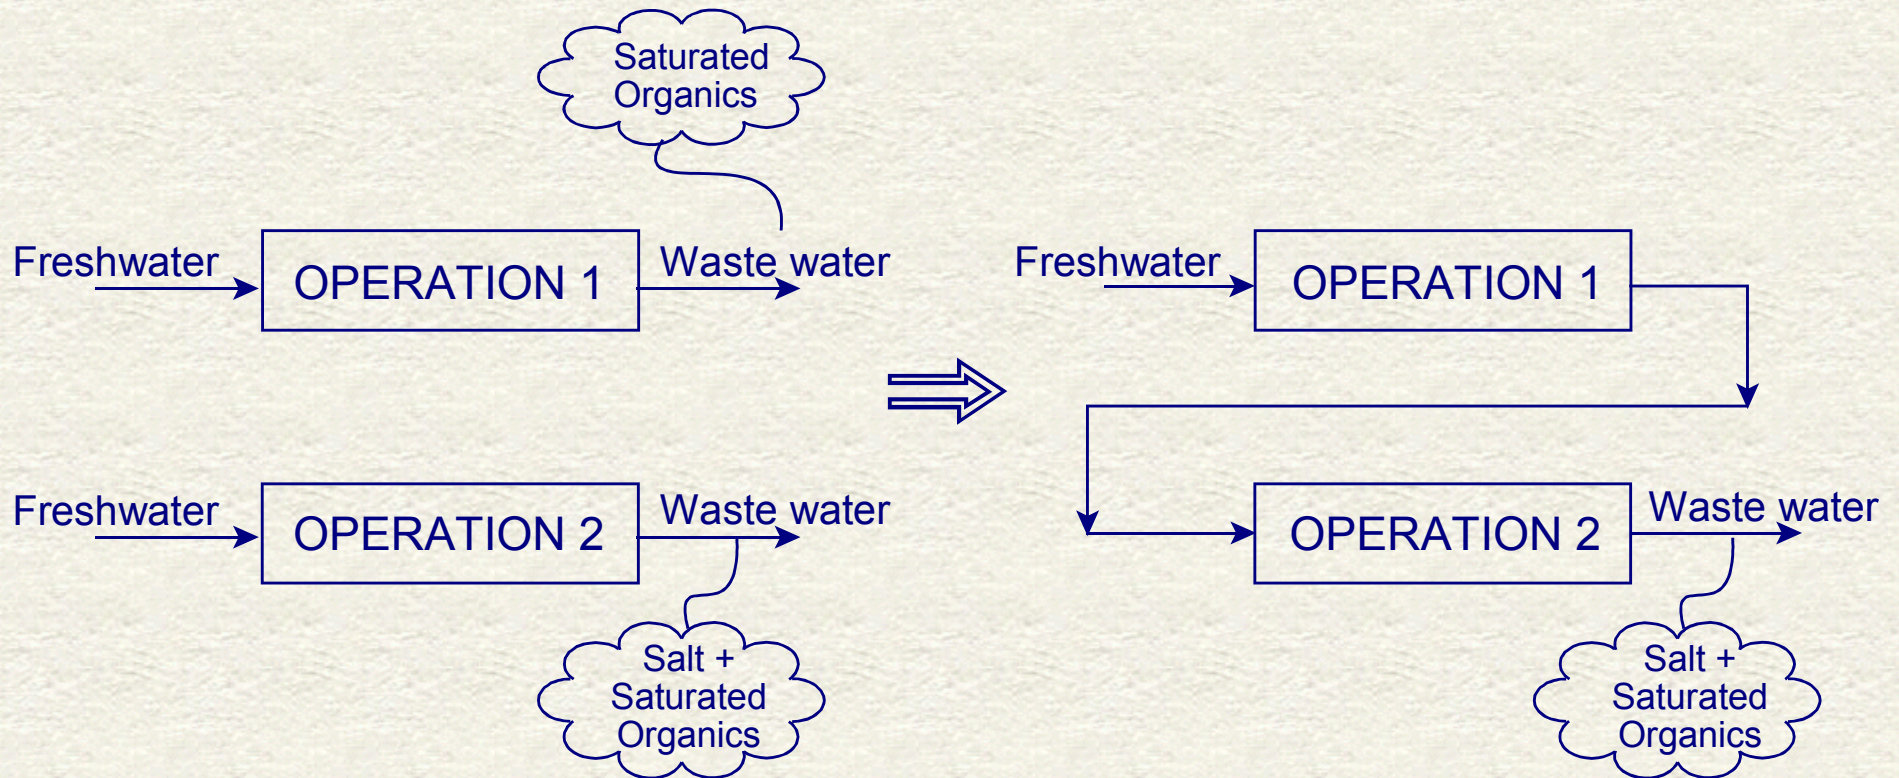 Saturated
Organics
Freshwater
OPERATION 1
Waste water
Freshwater
OPERATION 2
Waste water
Salt +
Saturated
Organics
Freshwater
OPERATION 1
OPERATION 2
Waste water
Salt +
Saturated
Organics